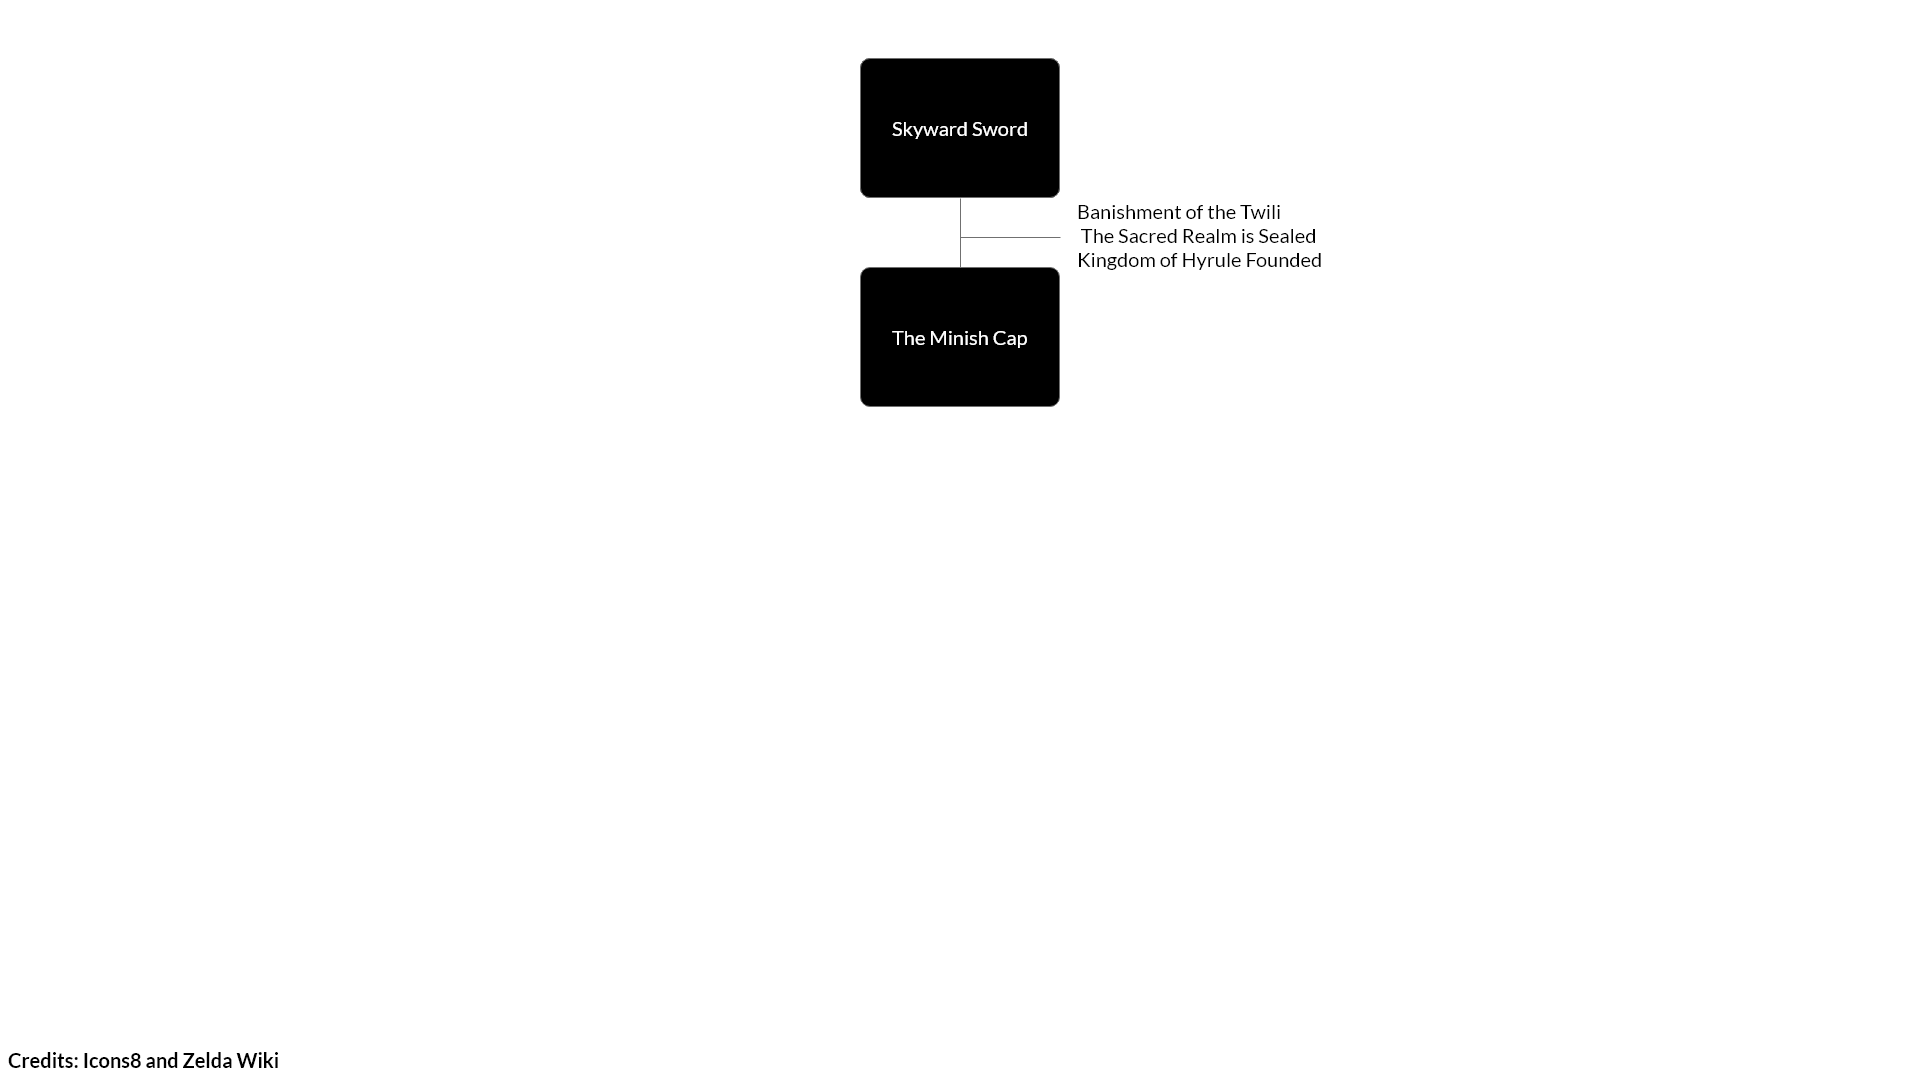 Skyward Sword
Banishment of the Twili
The Sacred Realm is Sealed
Kingdom of Hyrule Founded
The Minish Cap
Credits: Icons8 and Zelda Wiki